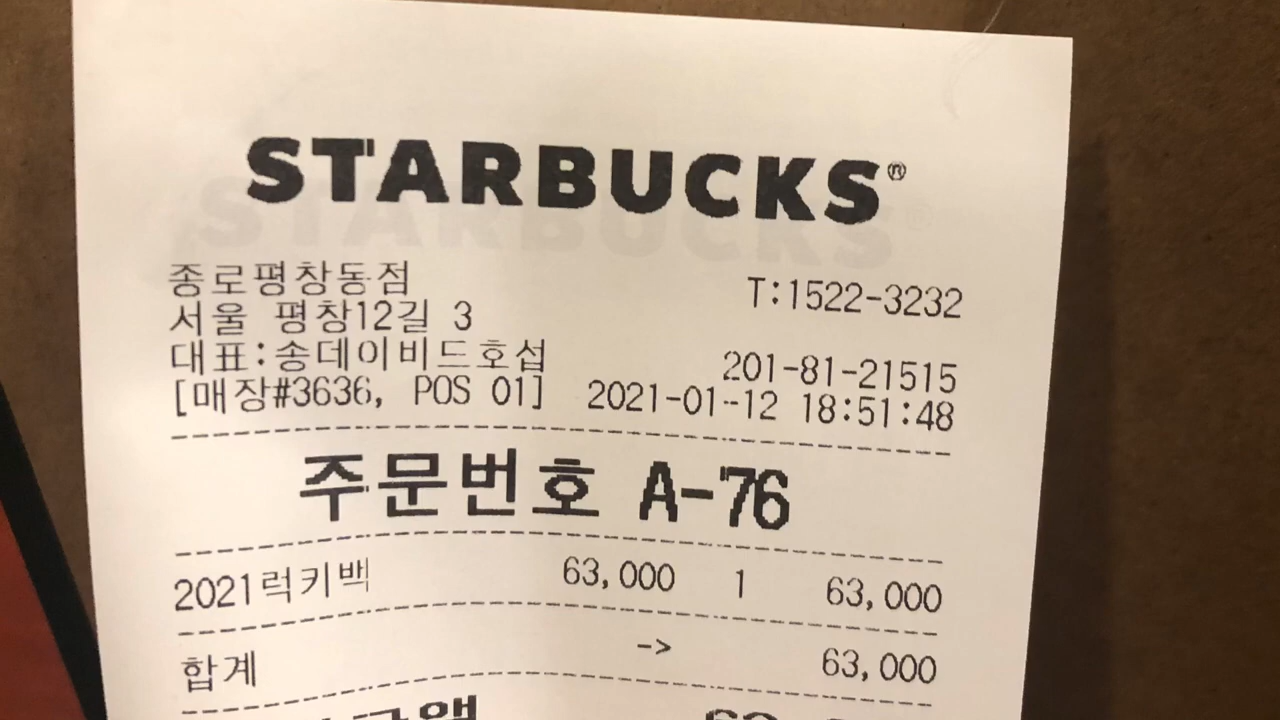 STARBUCKS®
종로평창동점 T:1522-3232
서울 평창12길 3
대표:송데이비드호섭 201-81-21515
[매장#3636, POS 01] 2021-01-12 18:51:48
주문번호 A-76
2021럭키백 63,000 1 63,000
합계 -> 63,000